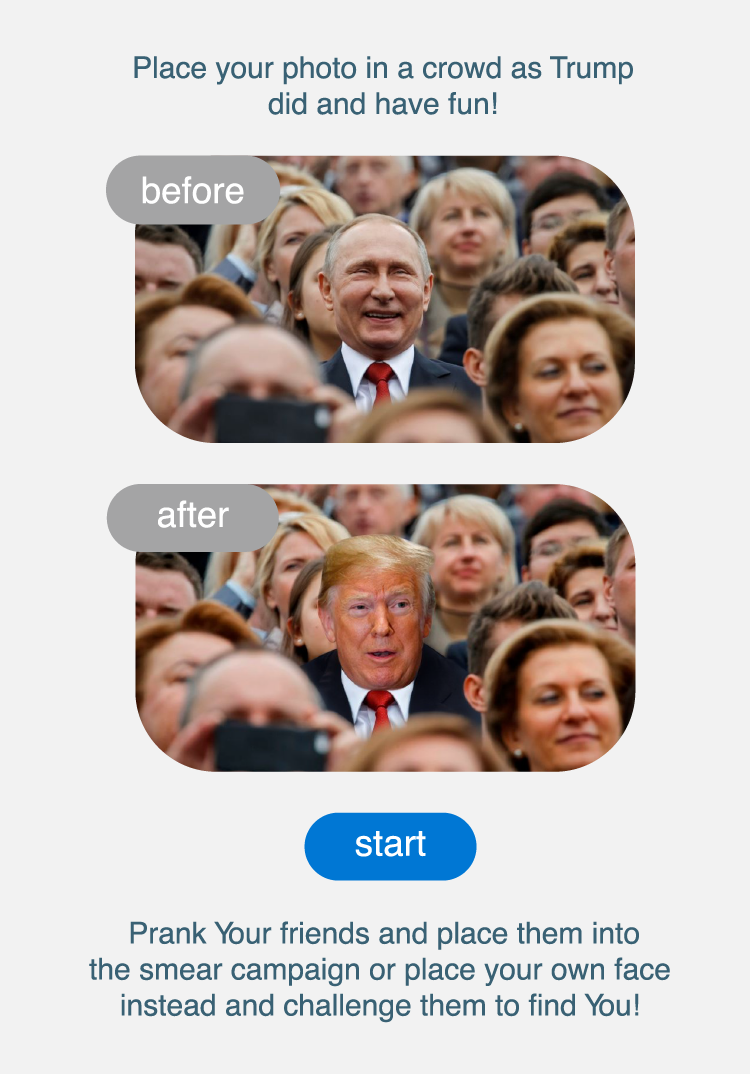 Place your photo in a crowd as Trump
did and have fun!
before
after
start
Prank Your friends and place them into
the smear campaign or place your own face
instead and challenge them to find You!